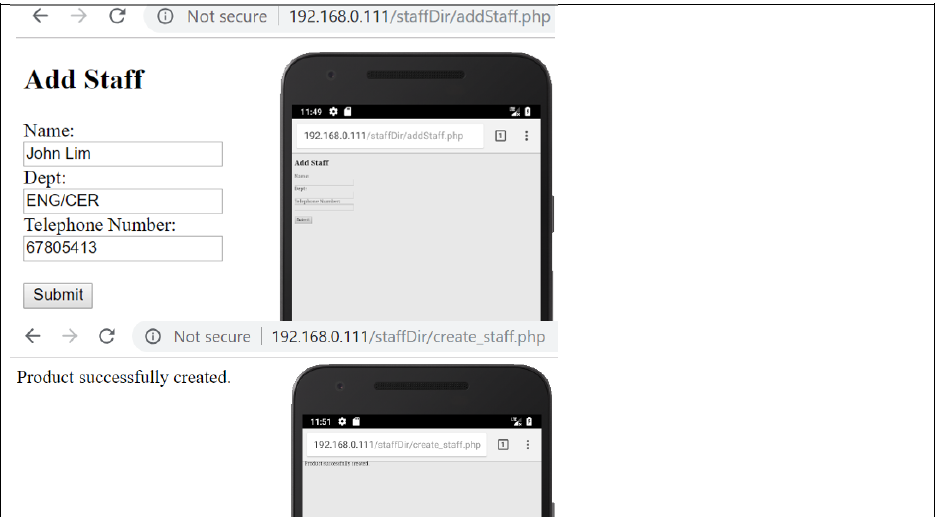 Not secure | 192.168.0.111/staffDir/addStaff.php
Add Staff
Name:
John Lim
Dept:
ENG/CER
Telephone Number:
67805413
Submit
11:49
192.168.0.111/staffDir/addStaff.php
1
Add Staff
Name:
Dept:
Telephone Number:
Submit
Not secure | 192.168.0.111/staffDir/create_staff.php
Product successfully created.
11:51
192.168.0.111/staffDir/create_staff.php
1
Product successfully created.